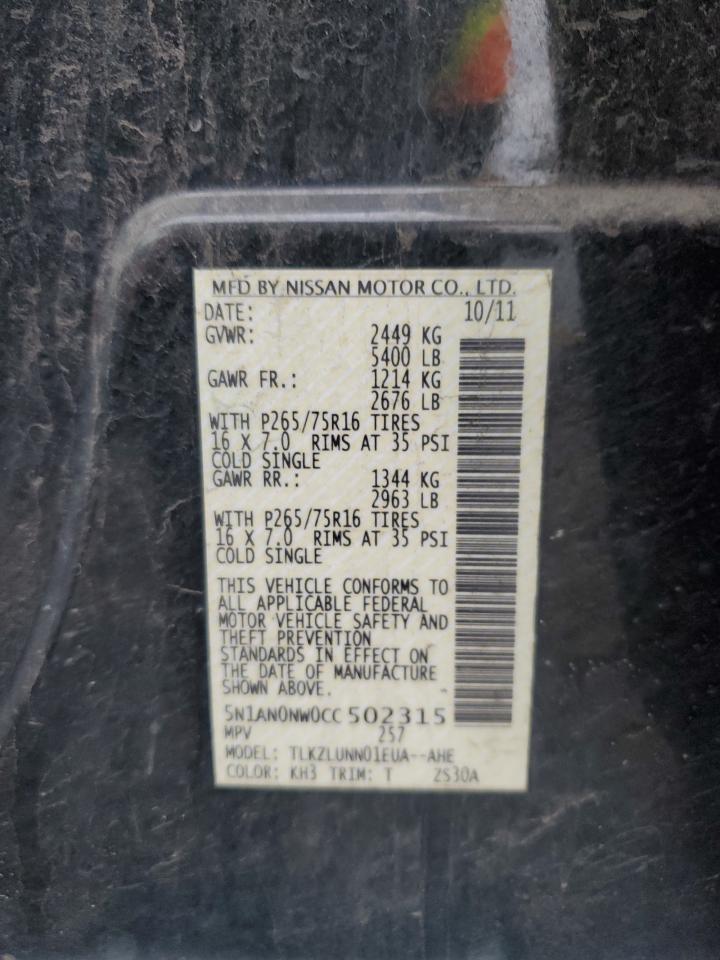 MFD BY NISSAN MOTOR CO., LTD.
DATE: 10/11
GVWR: 2449 KG
5400 LB
GAWR FR.: 1214 KG
2676 LB
WITH P265/75R16 TIRES
16 X 7.0 RIMS AT 35 PSI
COLD SINGLE
GAWR RR.: 1344 KG
2963 LB
WITH P265/75R16 TIRES
16 X 7.0 RIMS AT 35 PSI
COLD SINGLE
THIS VEHICLE CONFORMS TO
ALL APPLICABLE FEDERAL
MOTOR VEHICLE SAFETY AND
THEFT PREVENTION
STANDARDS IN EFFECT ON
THE DATE OF MANUFACTURE
SHOWN ABOVE.
5N1AN0NW0CC502315
MPV 257
MODEL: TLKZLUNN01EUA--AHE
COLOR: KH3 TRIM: T ZS30A